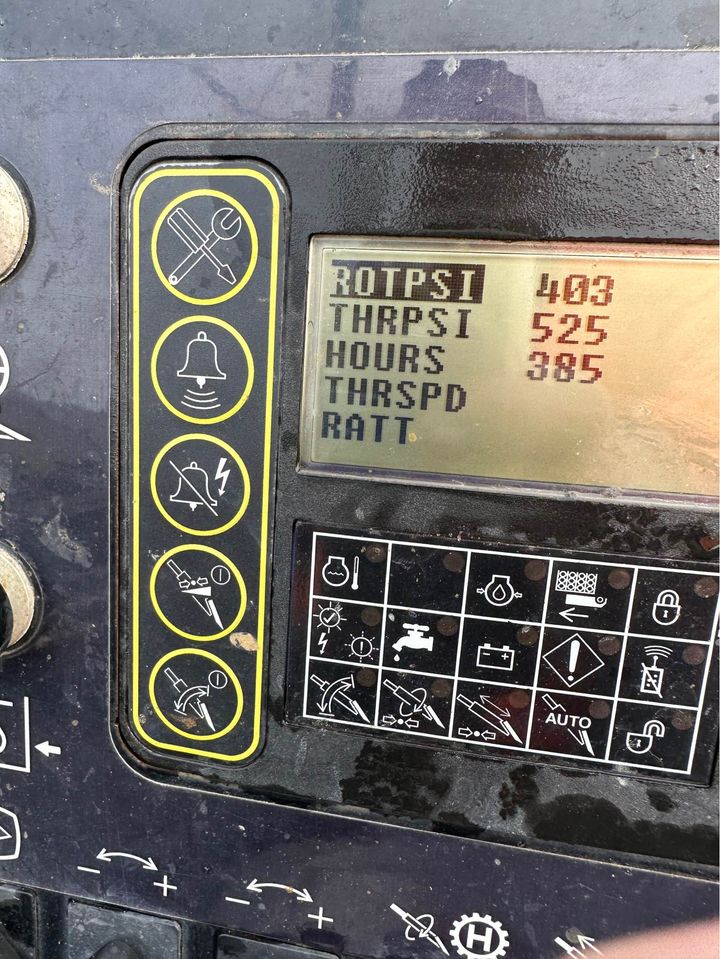 ROTPSI 403
THRPSI 525
HOURS 385
THRSPD
RATT
AUTO
H